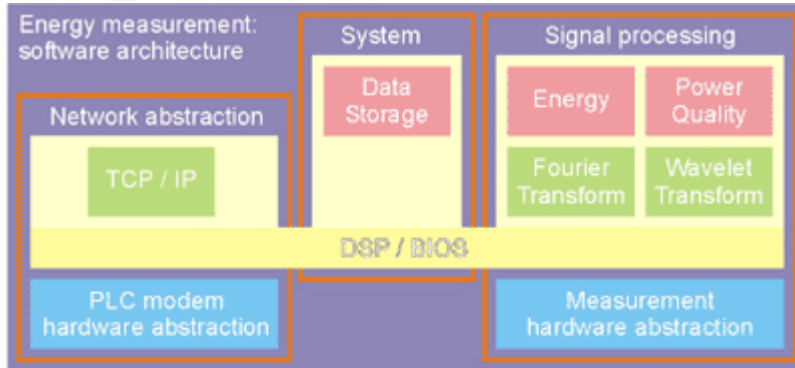 Energy measurement:
software architecture
System
Signal processing
Data
Storage
Energy
Power
Quality
Network abstraction
TCP / IP
Fourier
Transform
Wavelet
Transform
DSP / BIOS
PLC modem
hardware abstraction
Measurement
hardware abstraction